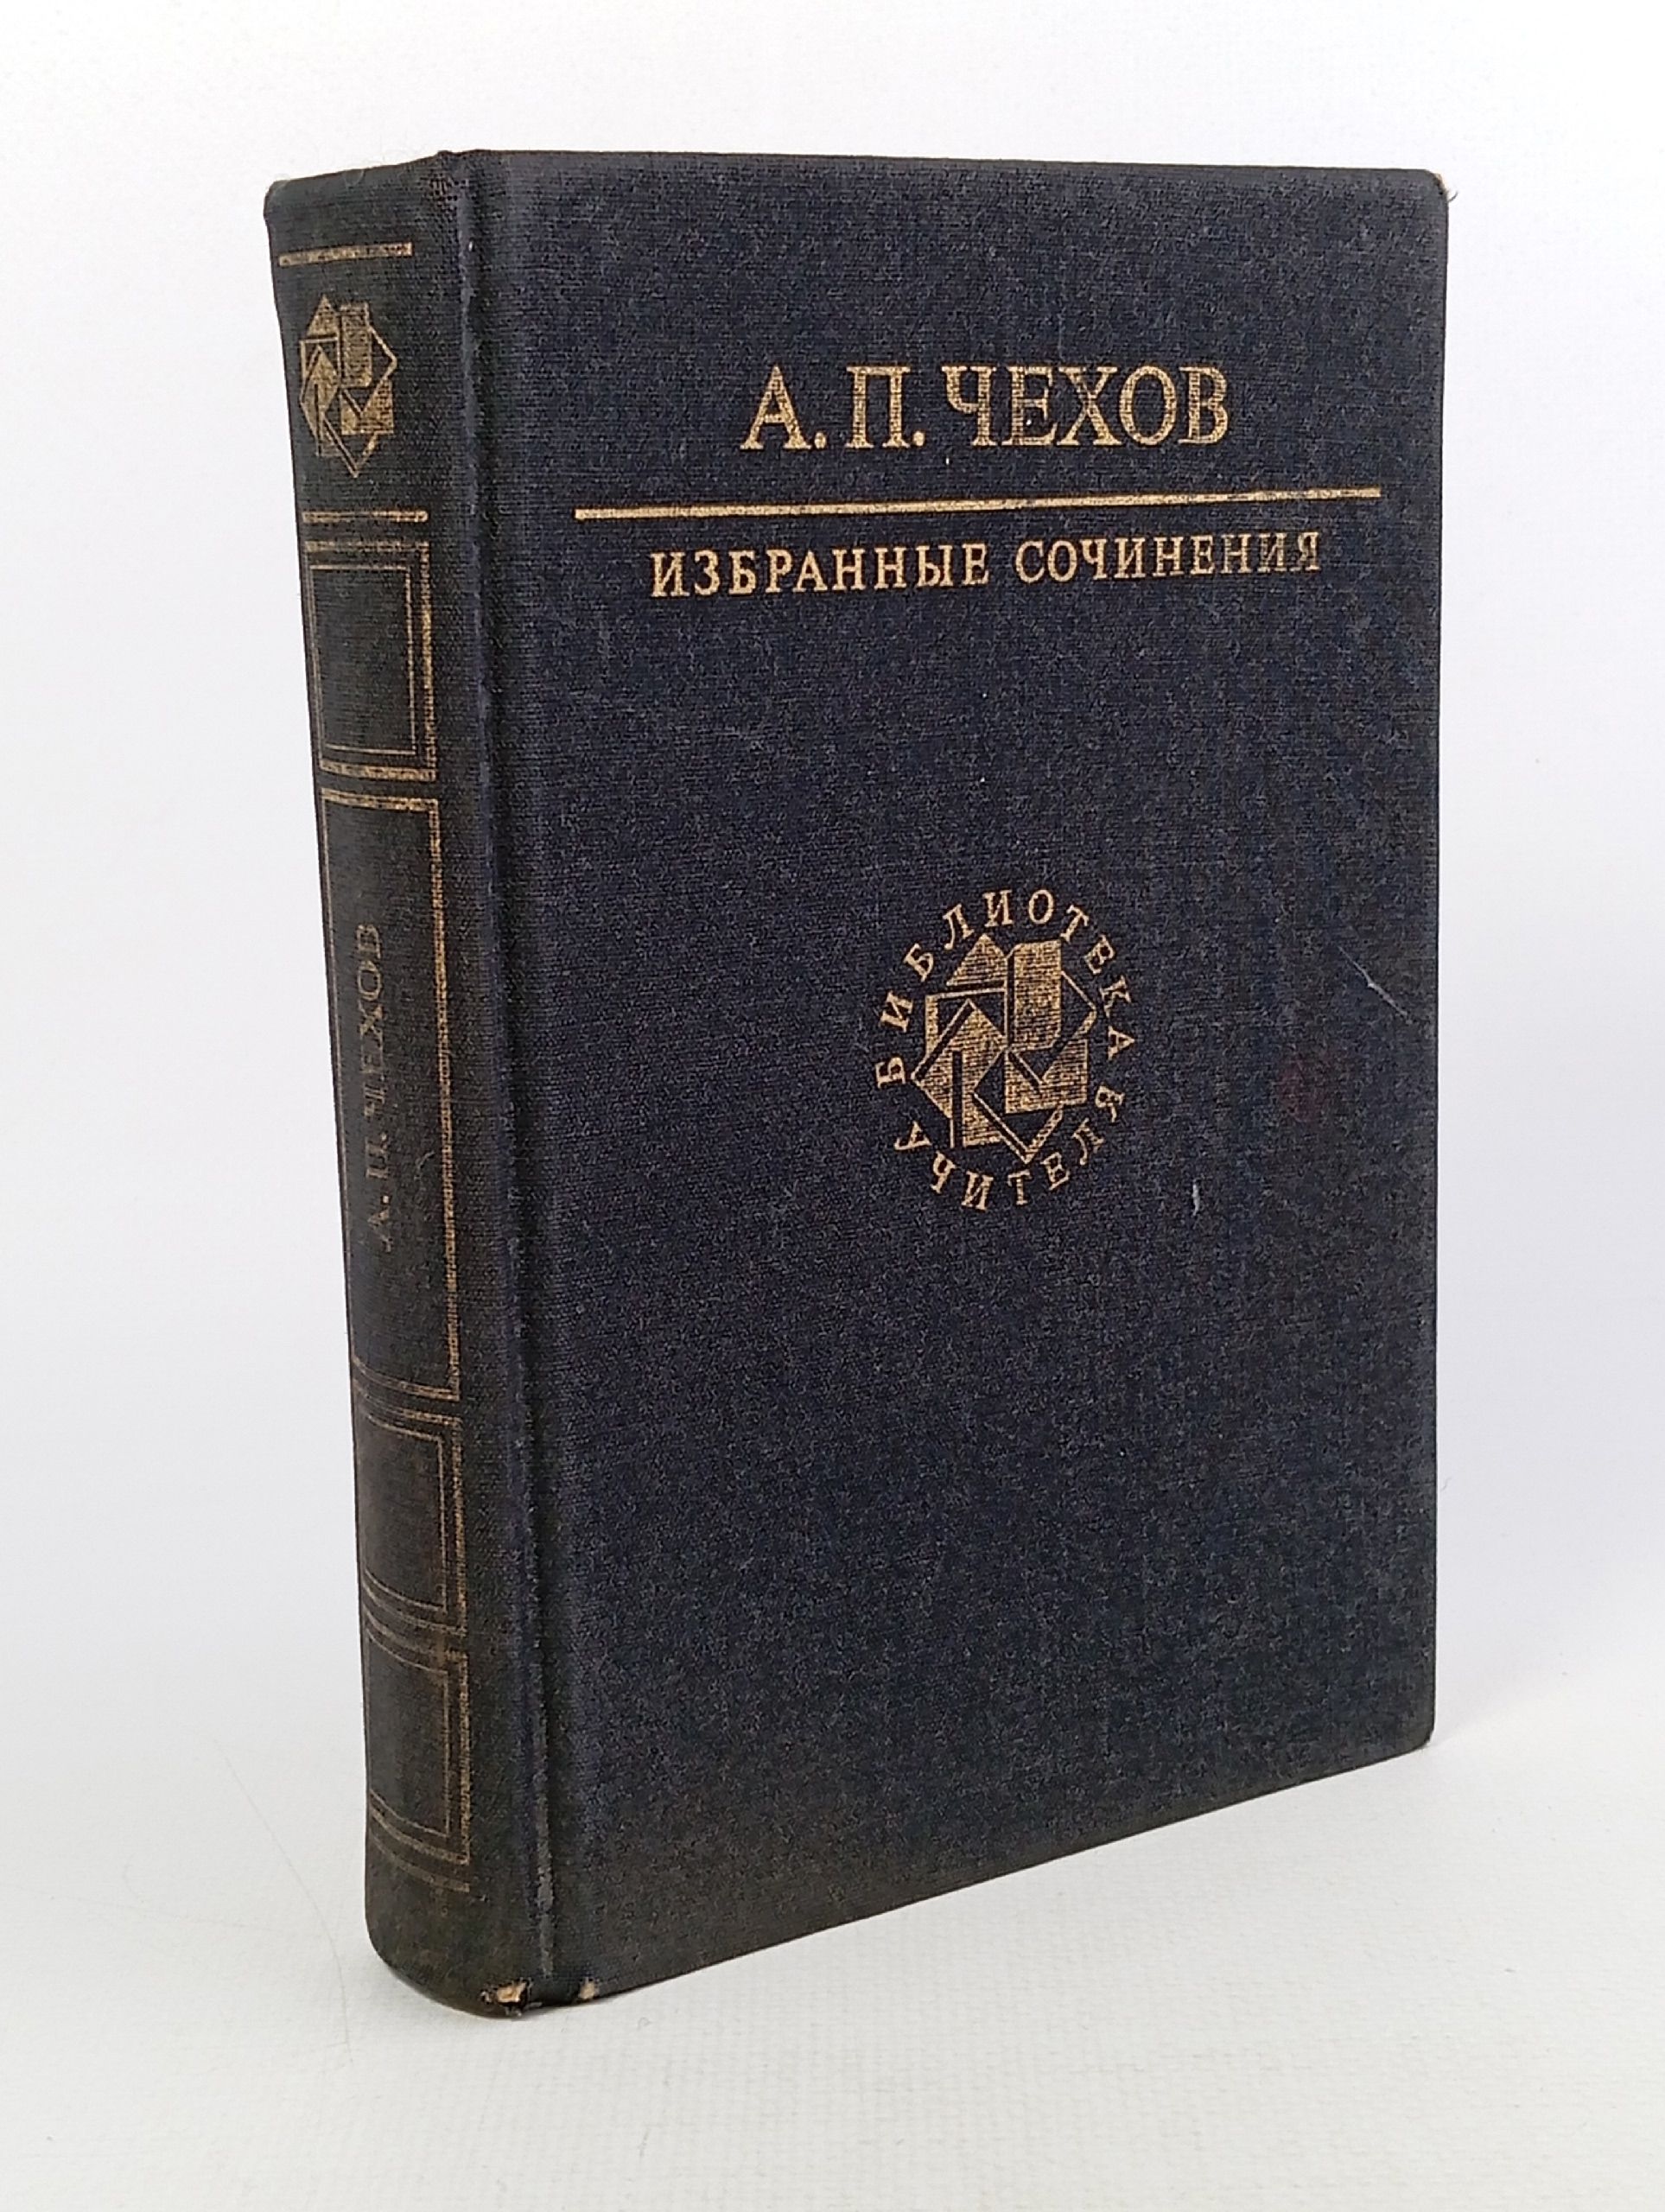 А. П. ЧЕХОВ
ИЗБРАННЫЕ СОЧИНЕНИЯ
БИБЛИОТЕКА
УЧИТЕЛЯ
А. П. ЧЕХОВ